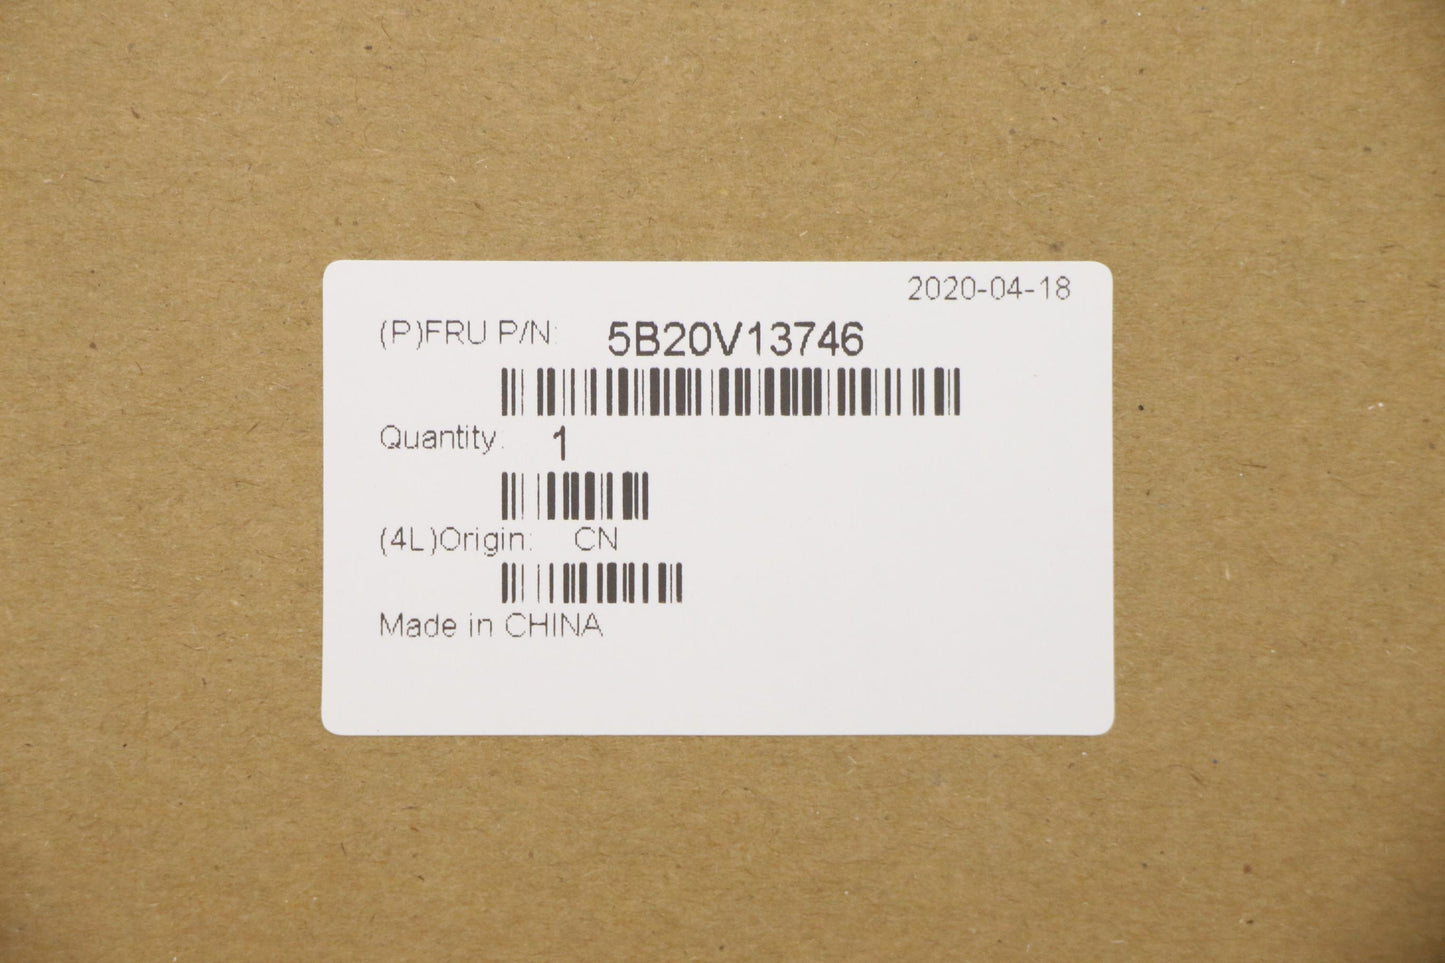 2020-04-18
(P)FRU P/N: 5B20V13746
Quantity: 1
(4L)Origin: CN
Made in CHINA